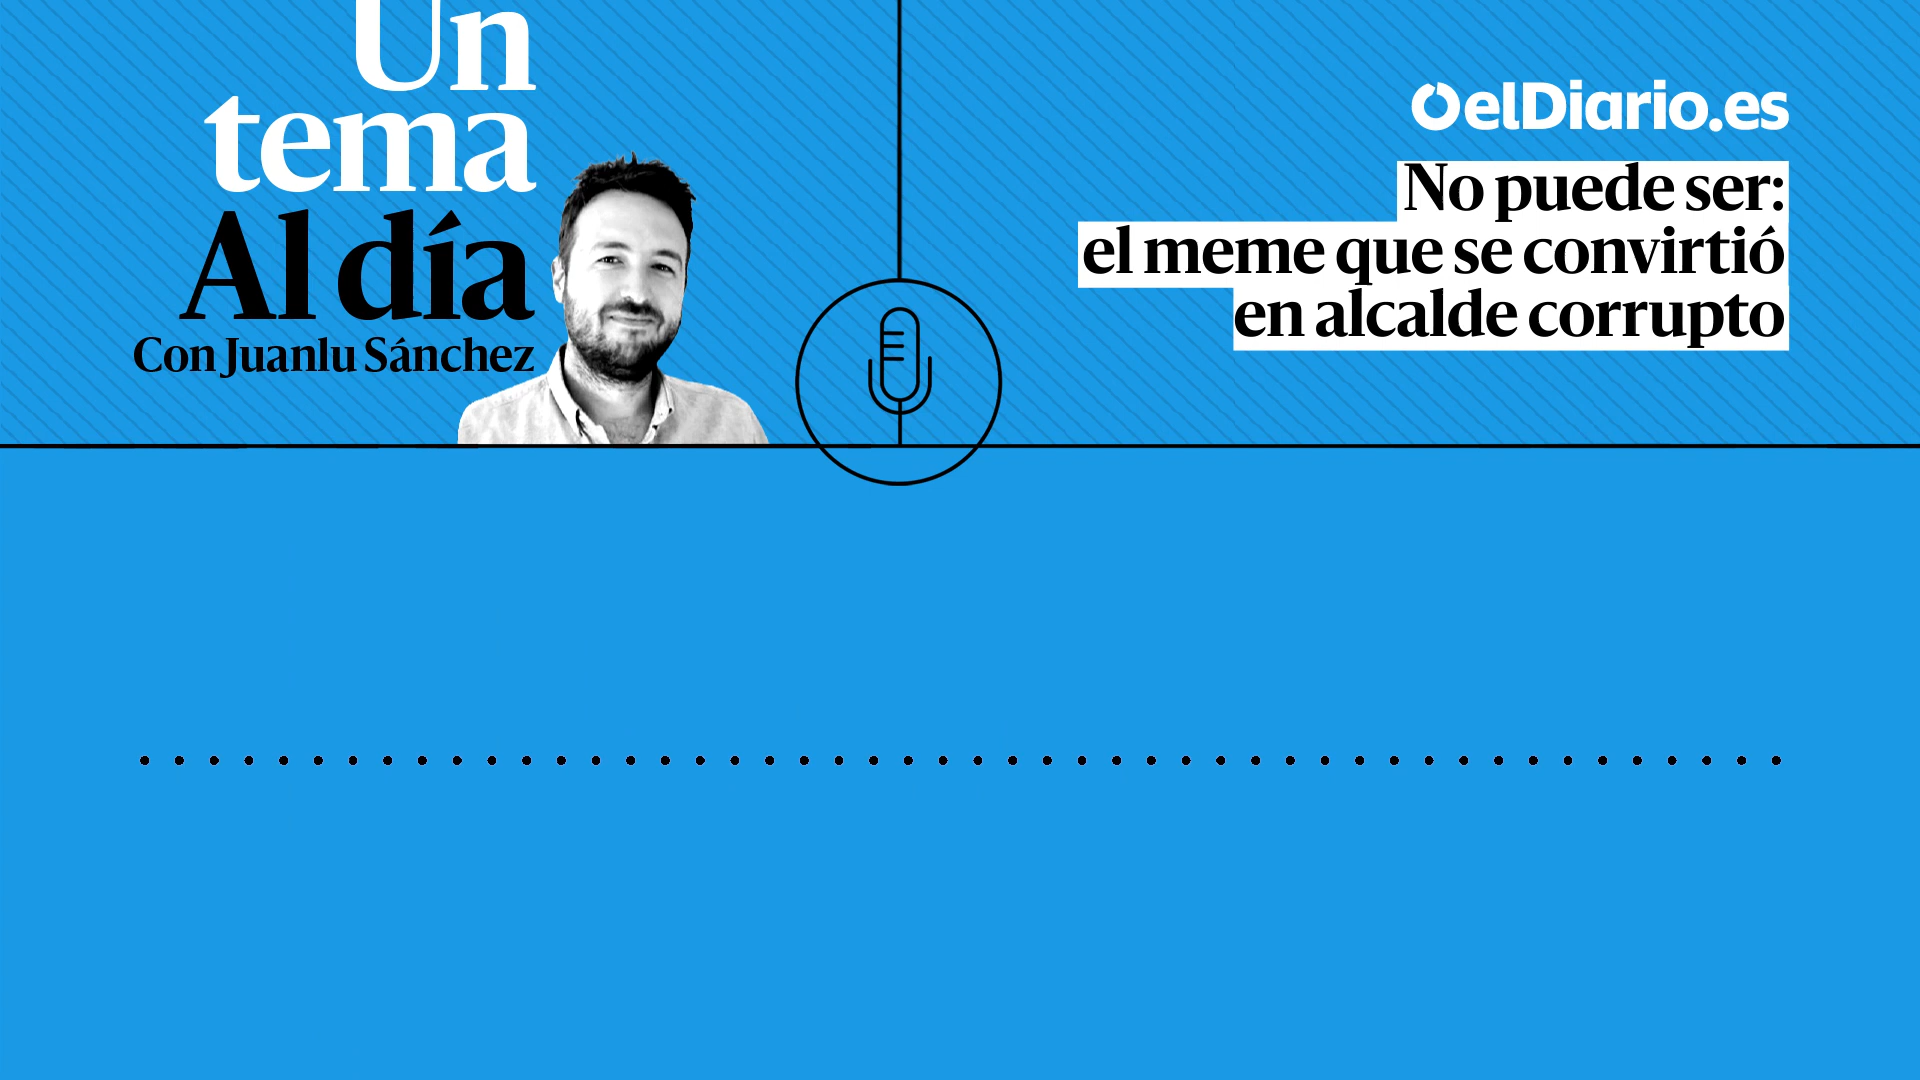 Un
tema
Al día
Con Juanlu Sánchez
elDiario.es
No puede ser:
el meme que se convirtió
en alcalde corrupto